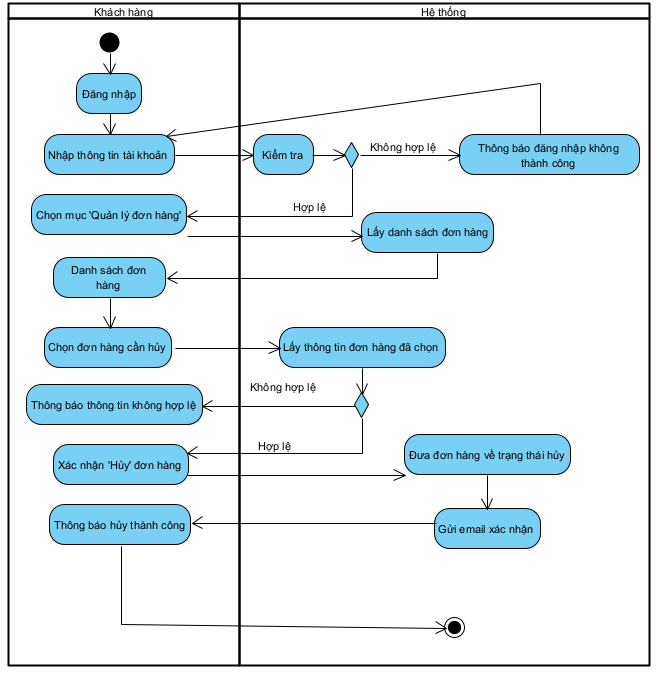 Khách hàng
Hệ thống
Đăng nhập
Nhập thông tin tài khoản
Kiểm tra
Không hợp lệ
Thông báo đăng nhập không
thành công
Hợp lệ
Chọn mục 'Quản lý đơn hàng'
Lấy danh sách đơn hàng
Danh sách đơn
hàng
Chọn đơn hàng cần hủy
Lấy thông tin đơn hàng đã chọn
Không hợp lệ
Thông báo thông tin không hợp lệ
Hợp lệ
Xác nhận 'Hủy' đơn hàng
Đưa đơn hàng về trạng thái hủy
Thông báo hủy thành công
Gửi email xác nhận